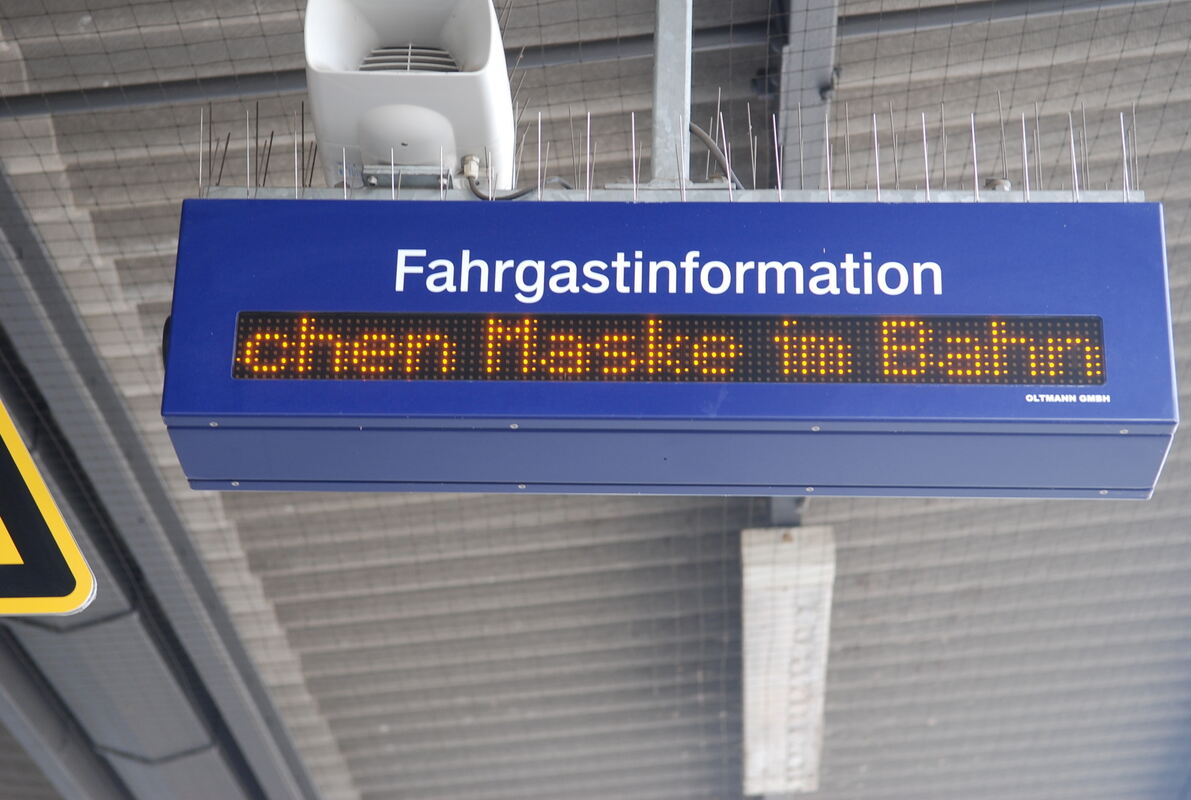 Fahrgastinformation
chen Maske im Bahn
OLTMANN GMBH